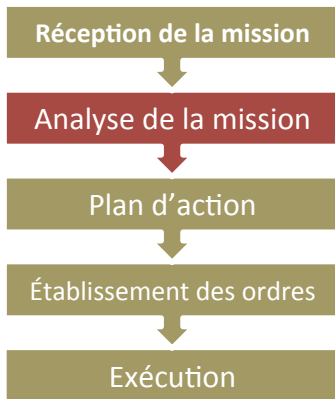 Réception de la mission
Analyse de la mission
Plan d’action
Établissement des ordres
Exécution